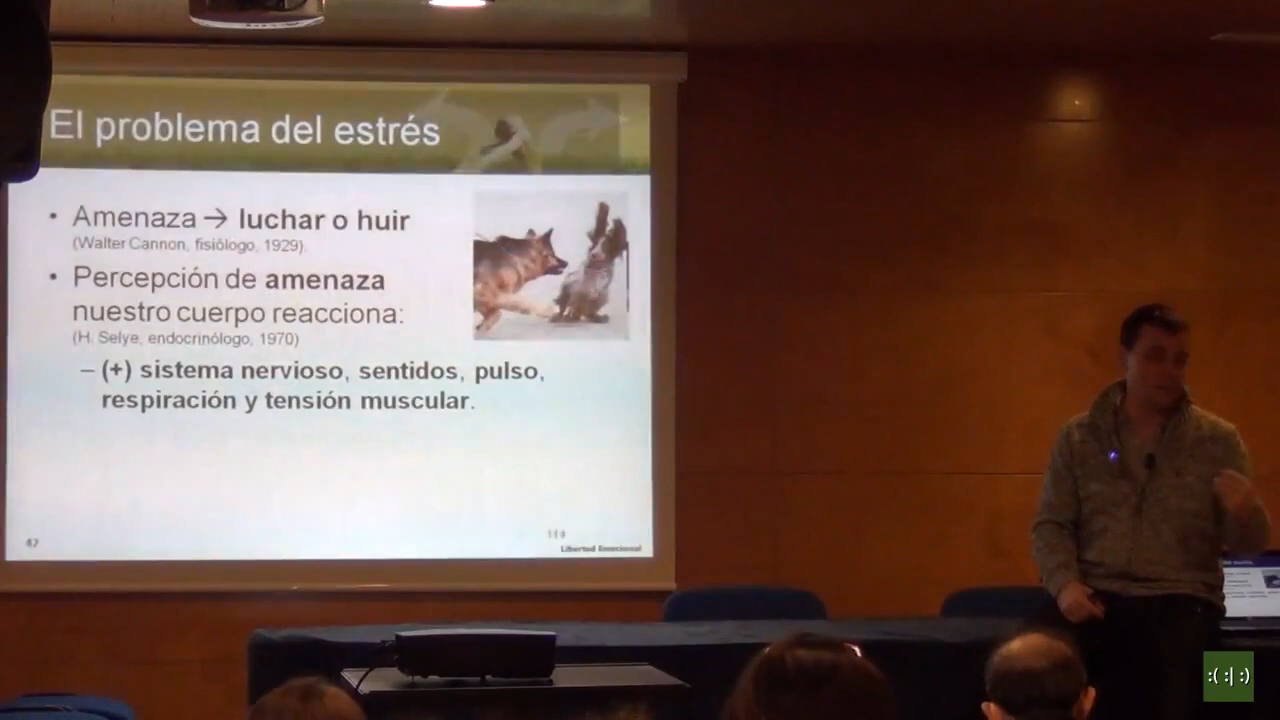 El problema del estrés
• Amenaza → luchar o huir
(Walter Cannon, fisiólogo, 1929).
• Percepción de amenaza
nuestro cuerpo reacciona:
(H. Selye, endocrinólogo, 1970)
– (+) sistema nervioso, sentidos, pulso,
respiración y tensión muscular.
47
Libertad Emocional
:( :| :)